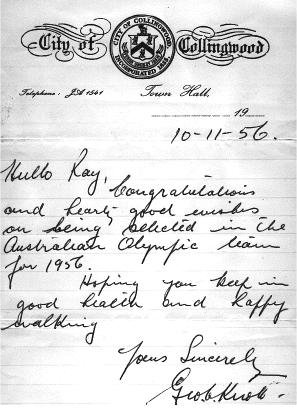 City of Collingwood
CITY OF COLLINGWOOD
INCORPORATED
Telephone: JA 1541 Town Hall,
19
10-11-56.
Hullo Ray,
Congratulations
and hearty good wishes
on being selected in the
Australian Olympic team
for 1956.
Hoping you keep in
good health and happy
walking
Yours Sincerely
Geo. Knott.